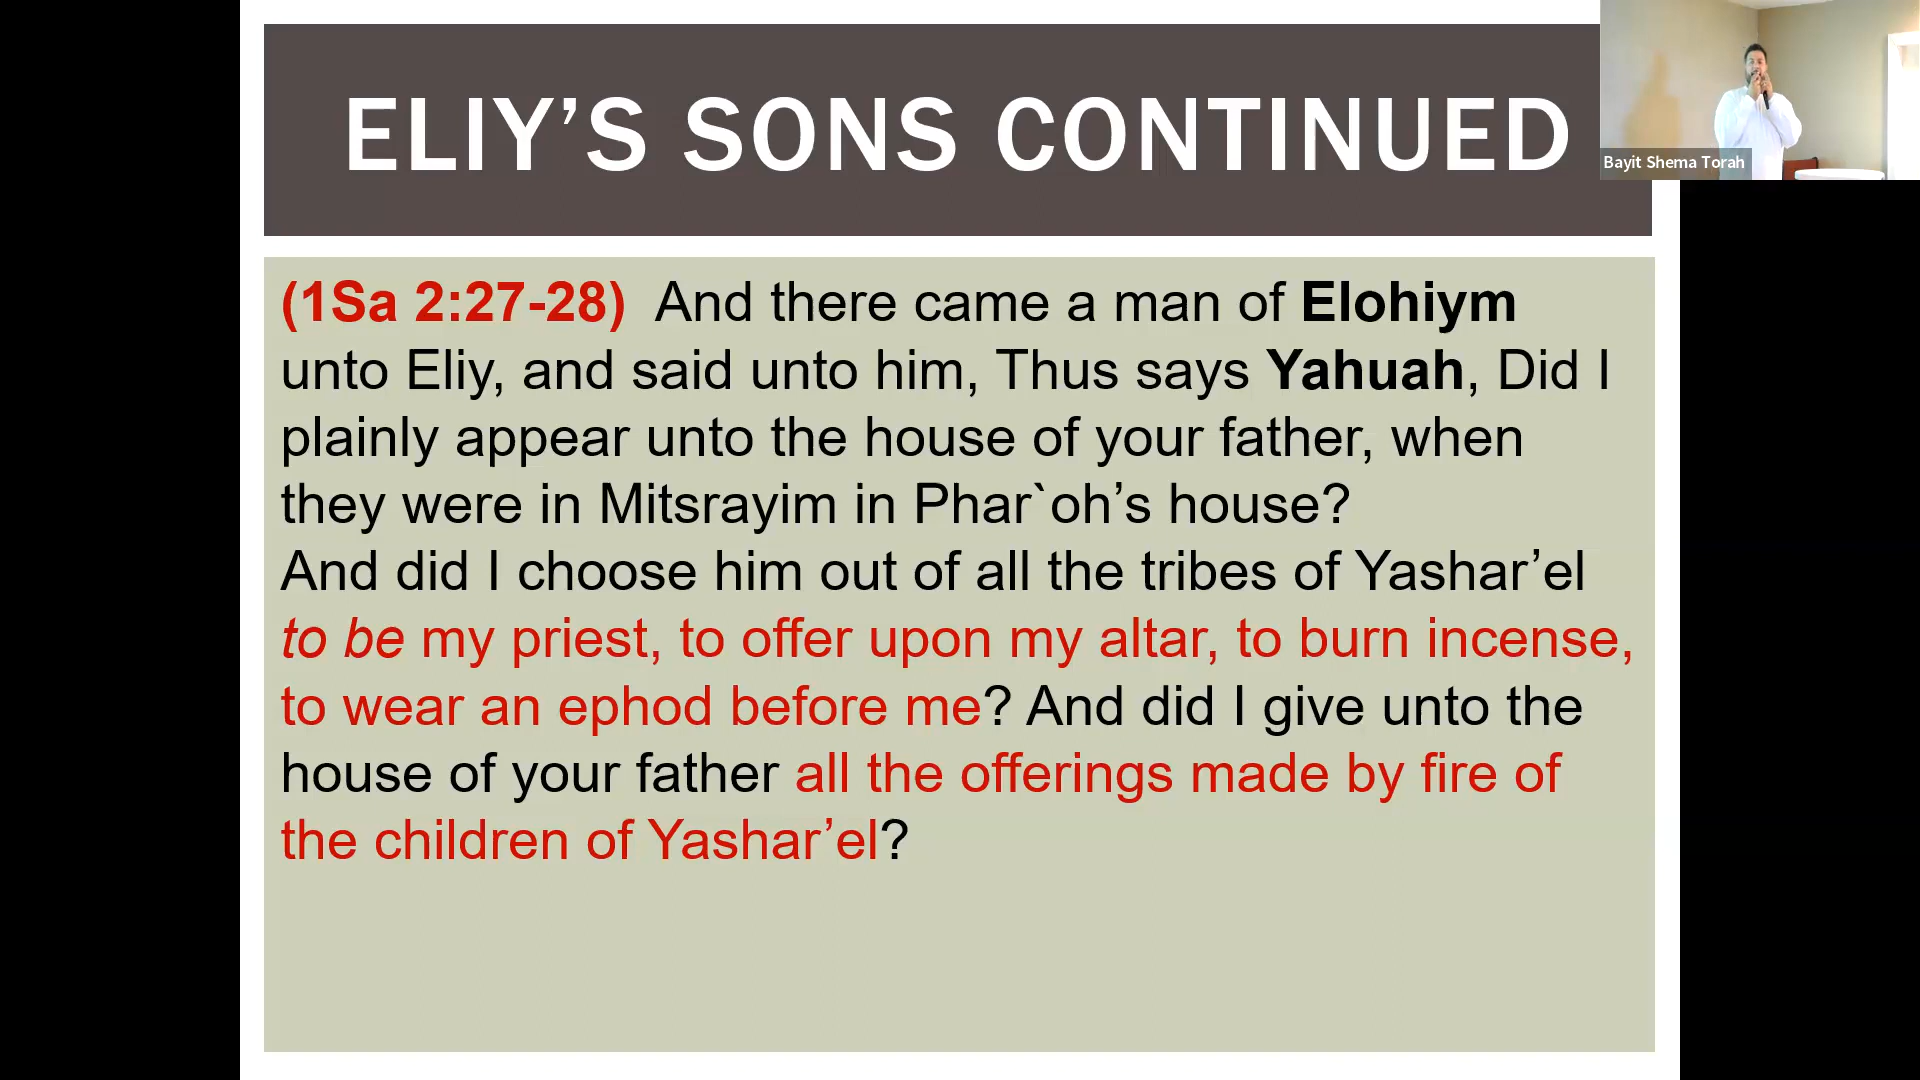 ELIY’S SONS CONTINUED
Bayit Shema Torah
(1Sa 2:27-28) And there came a man of Elohiym
unto Eliy, and said unto him, Thus says Yahuah, Did I
plainly appear unto the house of your father, when
they were in Mitsrayim in Phar`oh’s house?
And did I choose him out of all the tribes of Yashar’el
to be my priest, to offer upon my altar, to burn incense,
to wear an ephod before me? And did I give unto the
house of your father all the offerings made by fire of
the children of Yashar’el?